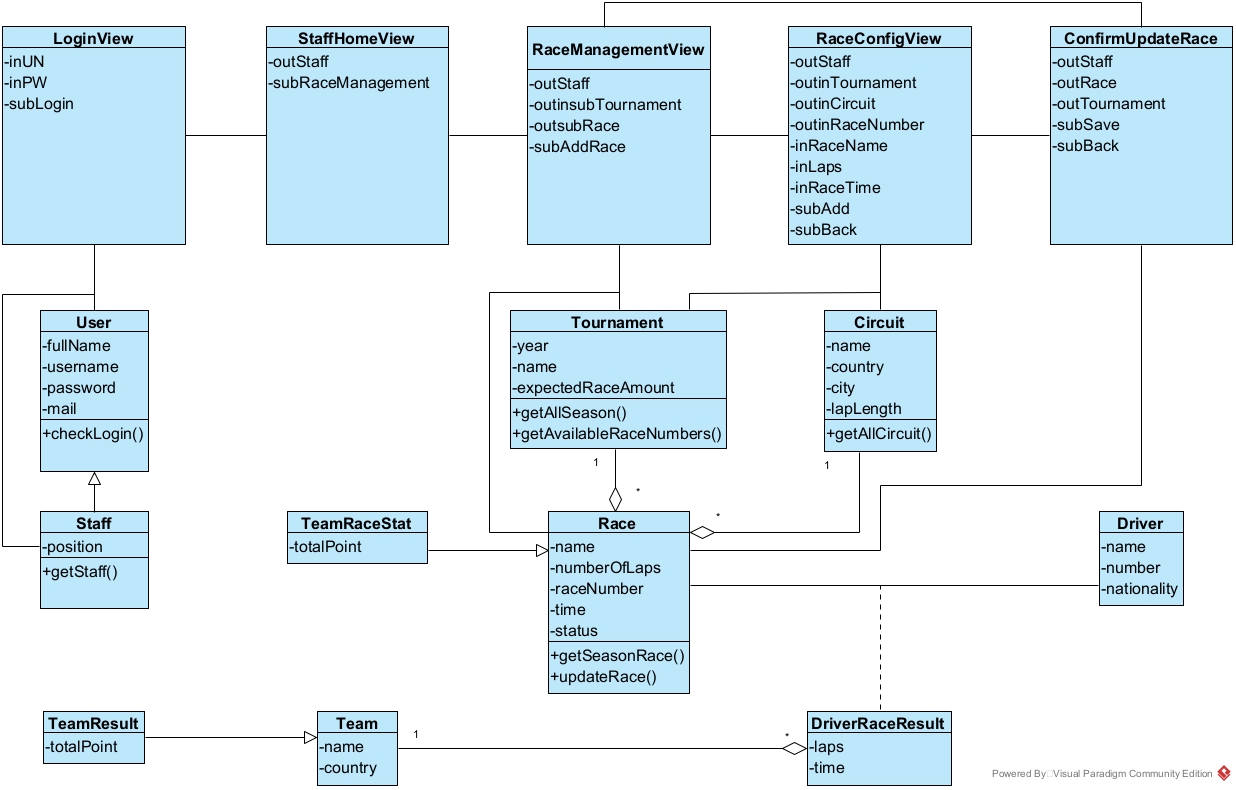 LoginView
-inUN
-inPW
-subLogin
StaffHomeView
-outStaff
-subRaceManagement
RaceManagementView
-outStaff
-outinsubTournament
-outsubRace
-subAddRace
RaceConfigView
-outStaff
-outinTournament
-outinCircuit
-outinRaceNumber
-inRaceName
-inLaps
-inRaceTime
-subAdd
-subBack
ConfirmUpdateRace
-outStaff
-outRace
-outTournament
-subSave
-subBack
User
-fullName
-username
-password
-mail
+checkLogin()
Tournament
-year
-name
-expectedRaceAmount
+getAllSeason()
+getAvailableRaceNumbers()
Circuit
-name
-country
-city
-lapLength
+getAllCircuit()
1
*
1
*
Staff
-position
+getStaff()
TeamRaceStat
-totalPoint
Race
-name
-numberOfLaps
-raceNumber
-time
-status
+getSeasonRace()
+updateRace()
Driver
-name
-number
-nationality
TeamResult
-totalPoint
Team
-name
-country
1
*
DriverRaceResult
-laps
-time
Powered By Visual Paradigm Community Edition